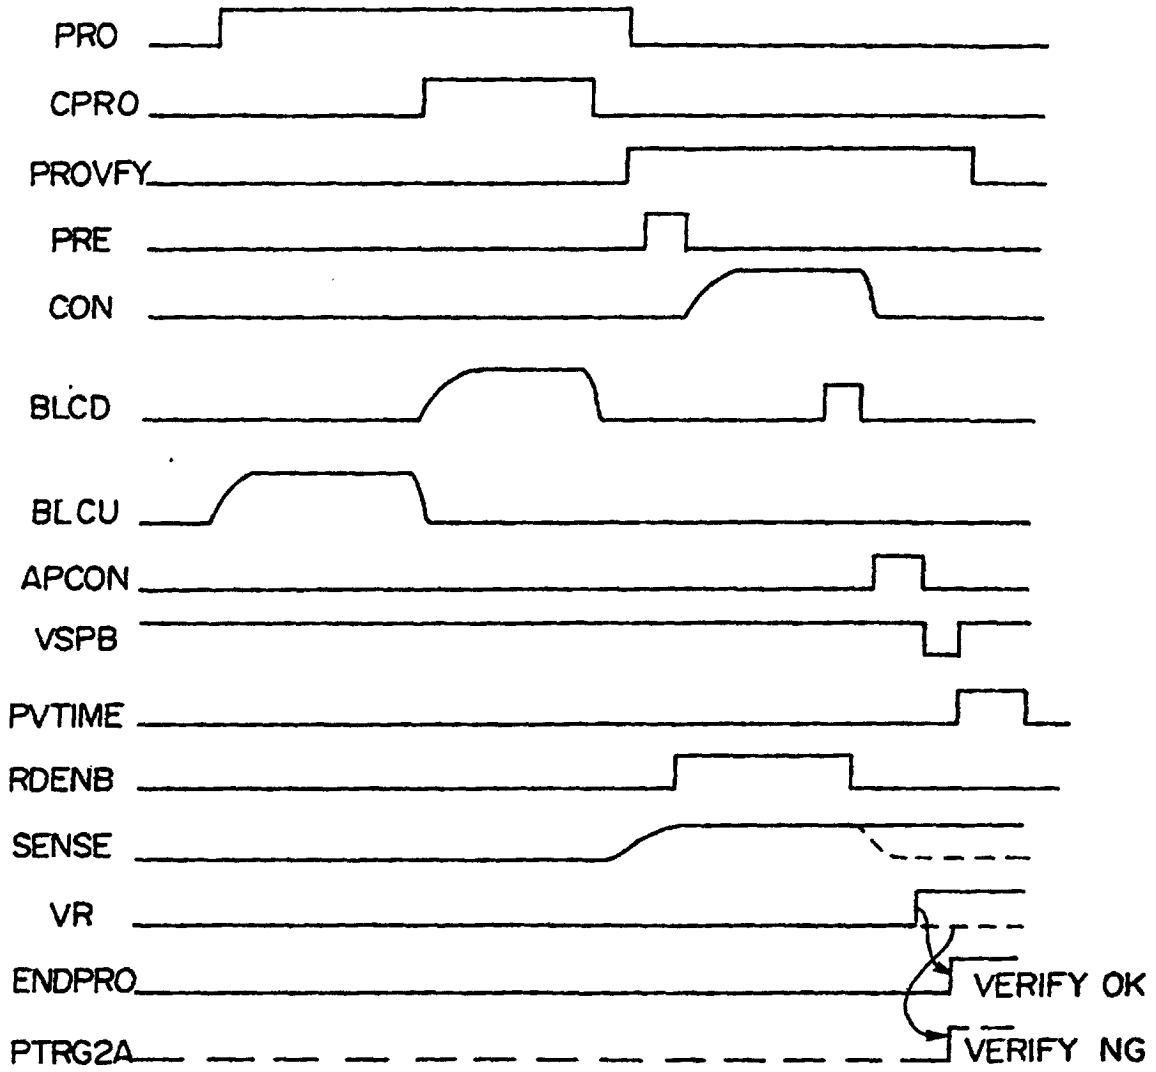 PRO
CPRO
PROVFY
PRE
CON
BLCD
BLCU
APCON
VSPB
PVTIME
RDENB
SENSE
VR
ENDPRO
VERIFY OK
PTRG2A
VERIFY NG